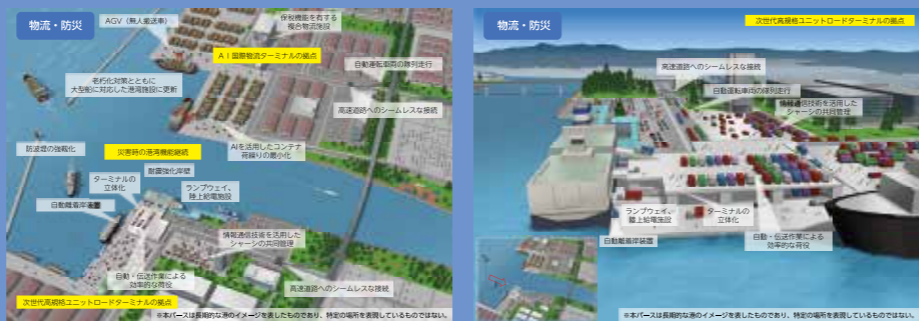 物流・防災
AGV（無人搬送車）
保税機能を有する
複合物流施設
AI国際物流ターミナルの拠点
自動運転車両の隊列走行
老朽化対策とともに
大型船に対応した港湾施設に更新
高速道路へのシームレスな接続
防波堤の強靱化
災害時の港湾機能継続
AIを活用したコンテナ
荷繰りの最小化
耐震強化岸壁
ターミナルの
立体化
ランプウェイ、
陸上給電施設
自動離着岸装置
情報通信技術を活用した
シャーシの共同管理
自動・伝送作業による
効率的な荷役
高速道路へのシームレスな接続
次世代高規格ユニットロードターミナルの拠点
※本パースは長期的な港のイメージを表したものであり、特定の場所を表現しているものではない。
物流・防災
次世代高規格ユニットロードターミナルの拠点
高速道路へのシームレスな接続
自動運転車両の隊列走行
情報通信技術を活用した
シャーシの共同管理
ランプウェイ、
陸上給電施設
ターミナルの
立体化
自動離着岸装置
自動・伝送作業による
効率的な荷役
※本パースは長期的な港のイメージを表したものであり、特定の場所を表現しているものではない。